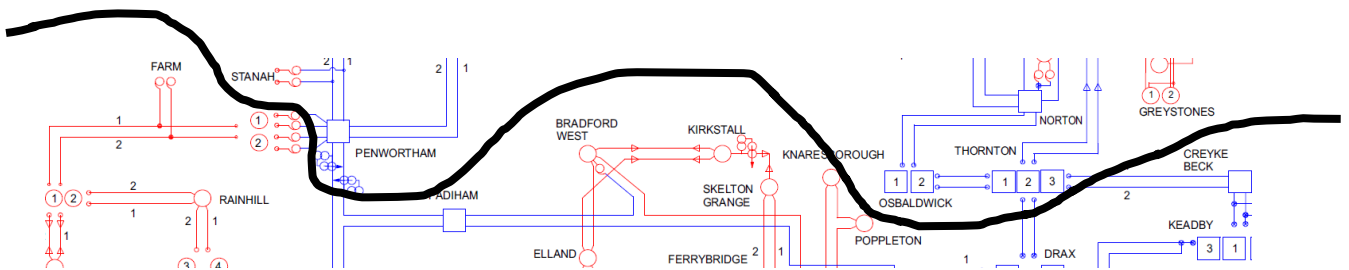 FARM
STANAH
2
1
2
1
1
2
1
2
PENWORTHAM
BRADFORD
WEST
KIRKSTALL
NORTON
1
2
GREYSTONES
THORNTON
CREYKE
BECK
1
2
RAINHILL
2
1
2
1
1
SKELTON
GRANGE
1
2
OSBALDWICK
1
2
3
2
POPPLETON
KEADBY
3
1
3
4
ELLAND
FERRYBRIDGE
2
1
1
DRAX